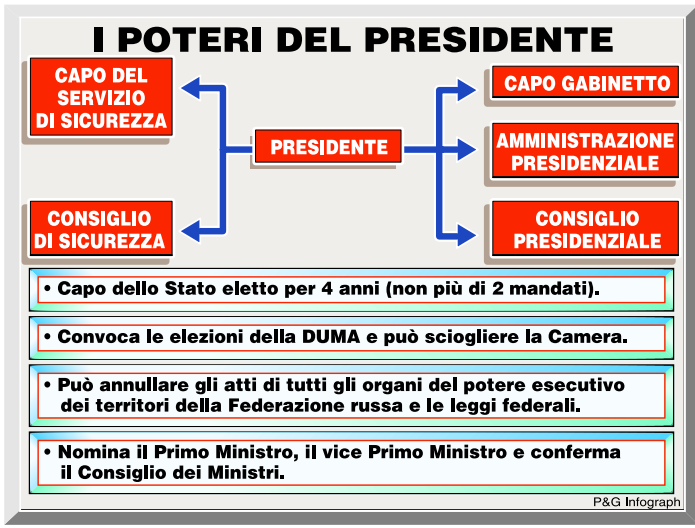 I POTERI DEL PRESIDENTE
CAPO DEL
SERVIZIO
DI SICUREZZA
CAPO GABINETTO
PRESIDENTE
AMMINISTRAZIONE
PRESIDENZIALE
CONSIGLIO
DI SICUREZZA
CONSIGLIO
PRESIDENZIALE
• Capo dello Stato eletto per 4 anni (non più di 2 mandati).
• Convoca le elezioni della DUMA e può sciogliere la Camera.
• Può annullare gli atti di tutti gli organi del potere esecutivo
dei territori della Federazione russa e le leggi federali.
• Nomina il Primo Ministro, il vice Primo Ministro e conferma
il Consiglio dei Ministri.
P&G Infograph